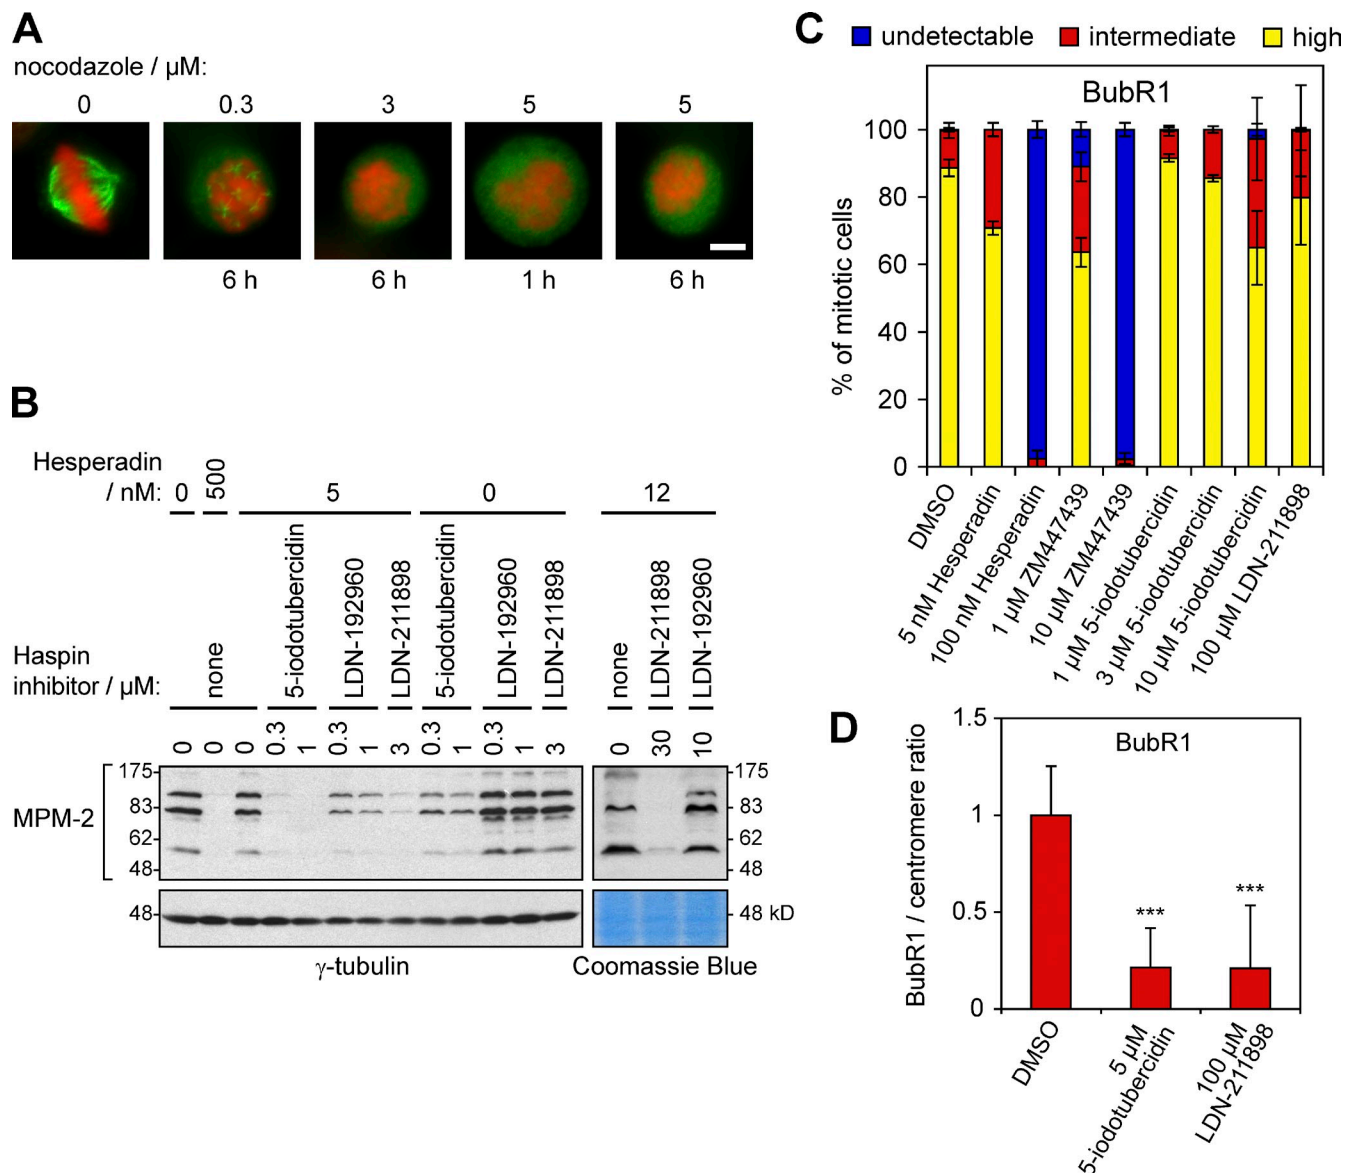 A
nocodazole / µM:
0 0.3 3 5 5
6 h 6 h 1 h 6 h
B
Hesperadin
/ nM: 0 500 5 0 12
Haspin
inhibitor / µM:
none 5-iodotubercidin LDN-192960 LDN-211898 5-iodotubercidin LDN-192960 LDN-211898 none LDN-211898 LDN-192960
0 0 0 0.3 1 0.3 1 3 0.3 1 0.3 1 3 0 30 10
MPM-2
175
83
62
48
175
83
62
48
48
48 kD
γ-tubulin
Coomassie Blue
C
undetectable intermediate high
BubR1
% of mitotic cells
100
80
60
40
20
0
DMSO
5 nM Hesperadin
100 nM Hesperadin
1 µM ZM447439
10 µM ZM447439
1 µM 5-iodotubercidin
3 µM 5-iodotubercidin
10 µM 5-iodotubercidin
100 µM LDN-211898
D
BubR1
BubR1 / centromere ratio
1.5
1
0.5
0
***
***
DMSO
5 µM
5-iodotubercidin
100 µM
LDN-211898